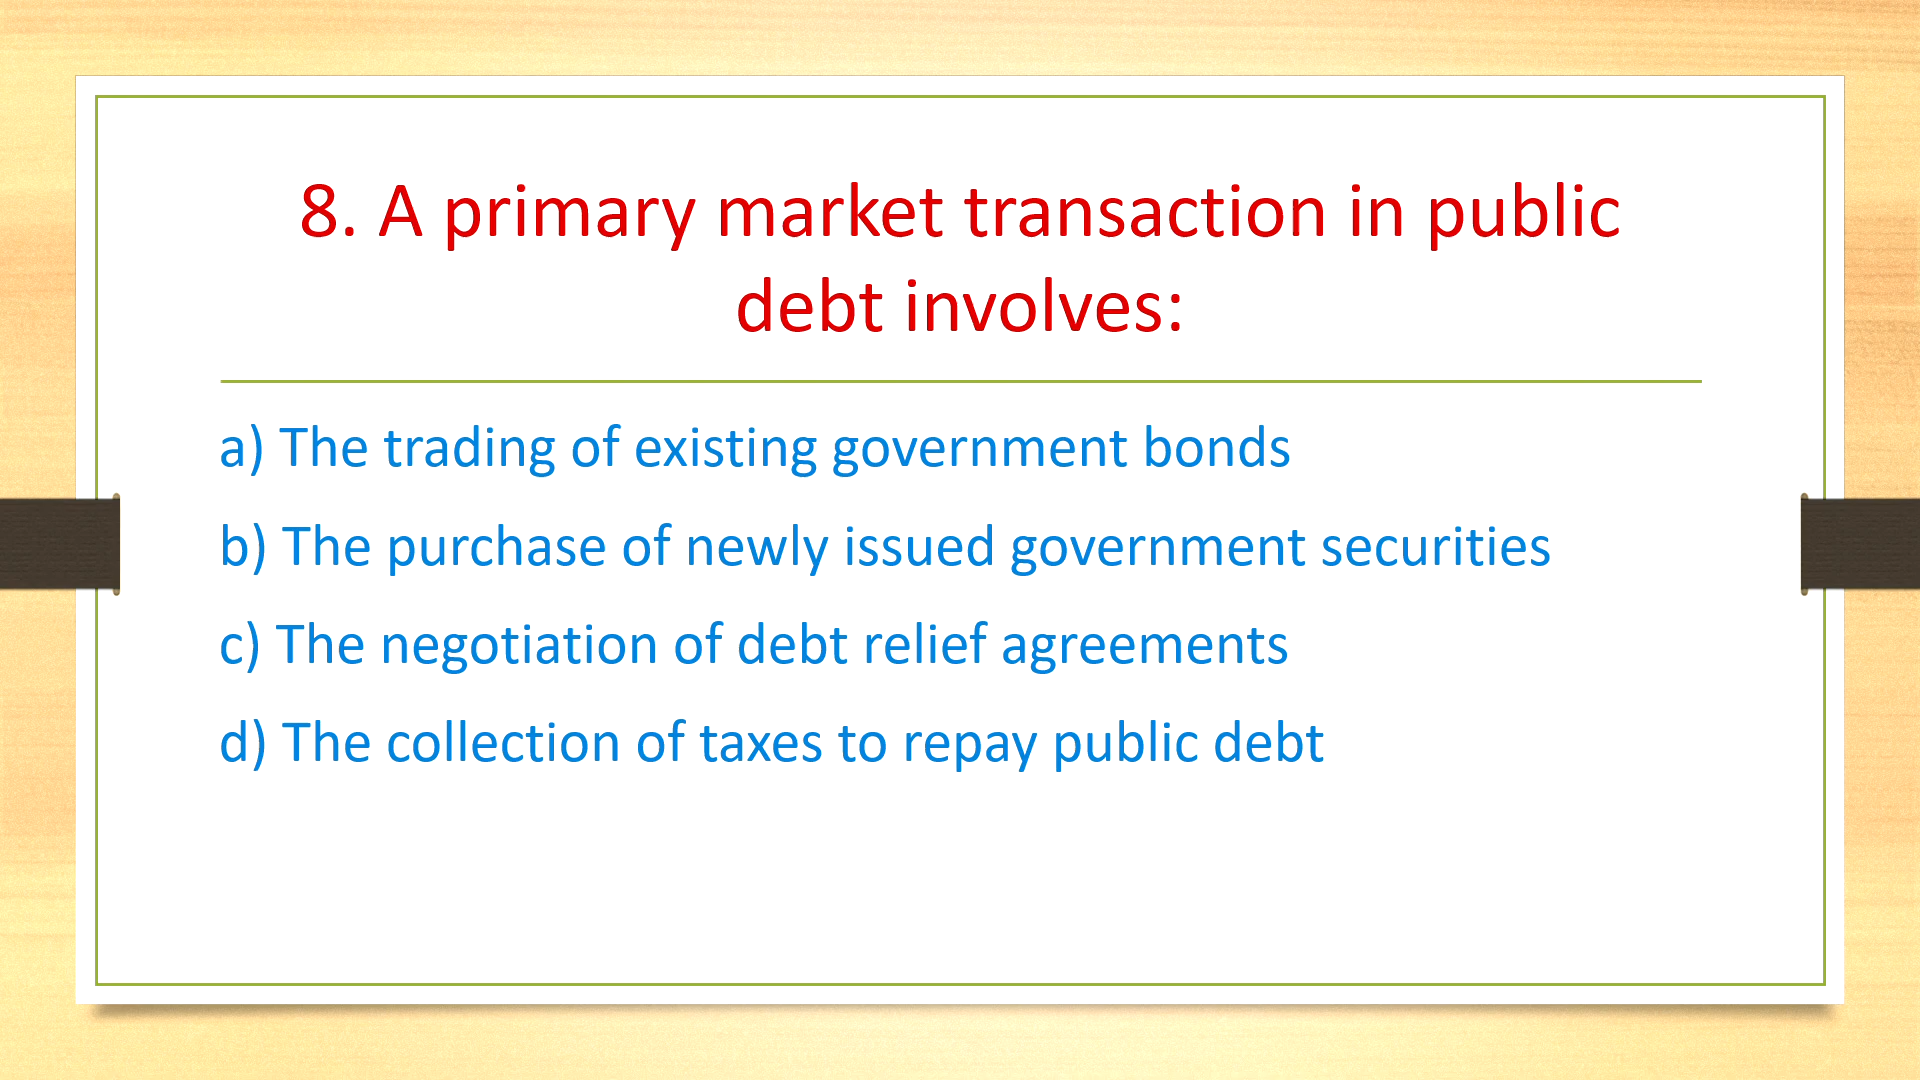 8. A primary market transaction in public
debt involves:
a) The trading of existing government bonds
b) The purchase of newly issued government securities
c) The negotiation of debt relief agreements
d) The collection of taxes to repay public debt